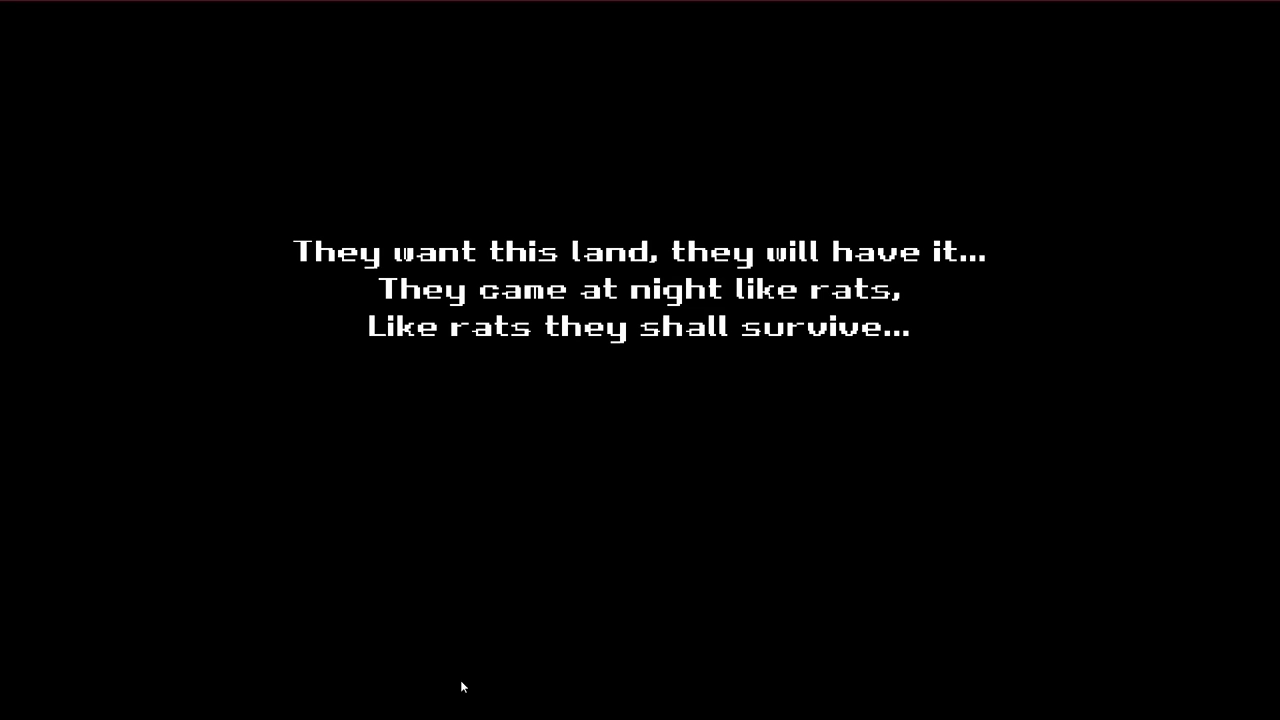 They want this land, they will have it...
They came at night like rats,
Like rats they shall survive...